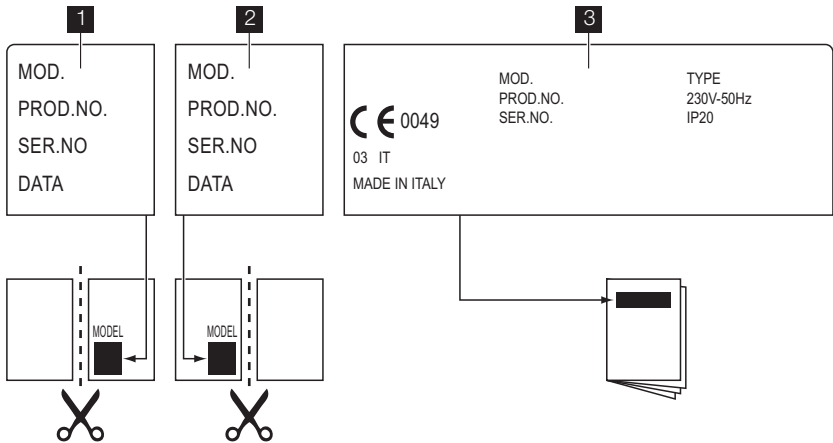 1
MOD.
PROD.NO.
SER.NO
DATA
MODEL
2
MOD.
PROD.NO.
SER.NO
DATA
MODEL
3
CE 0049
03 IT
MADE IN ITALY
MOD.
PROD.NO.
SER.NO.
TYPE
230V-50Hz
IP20